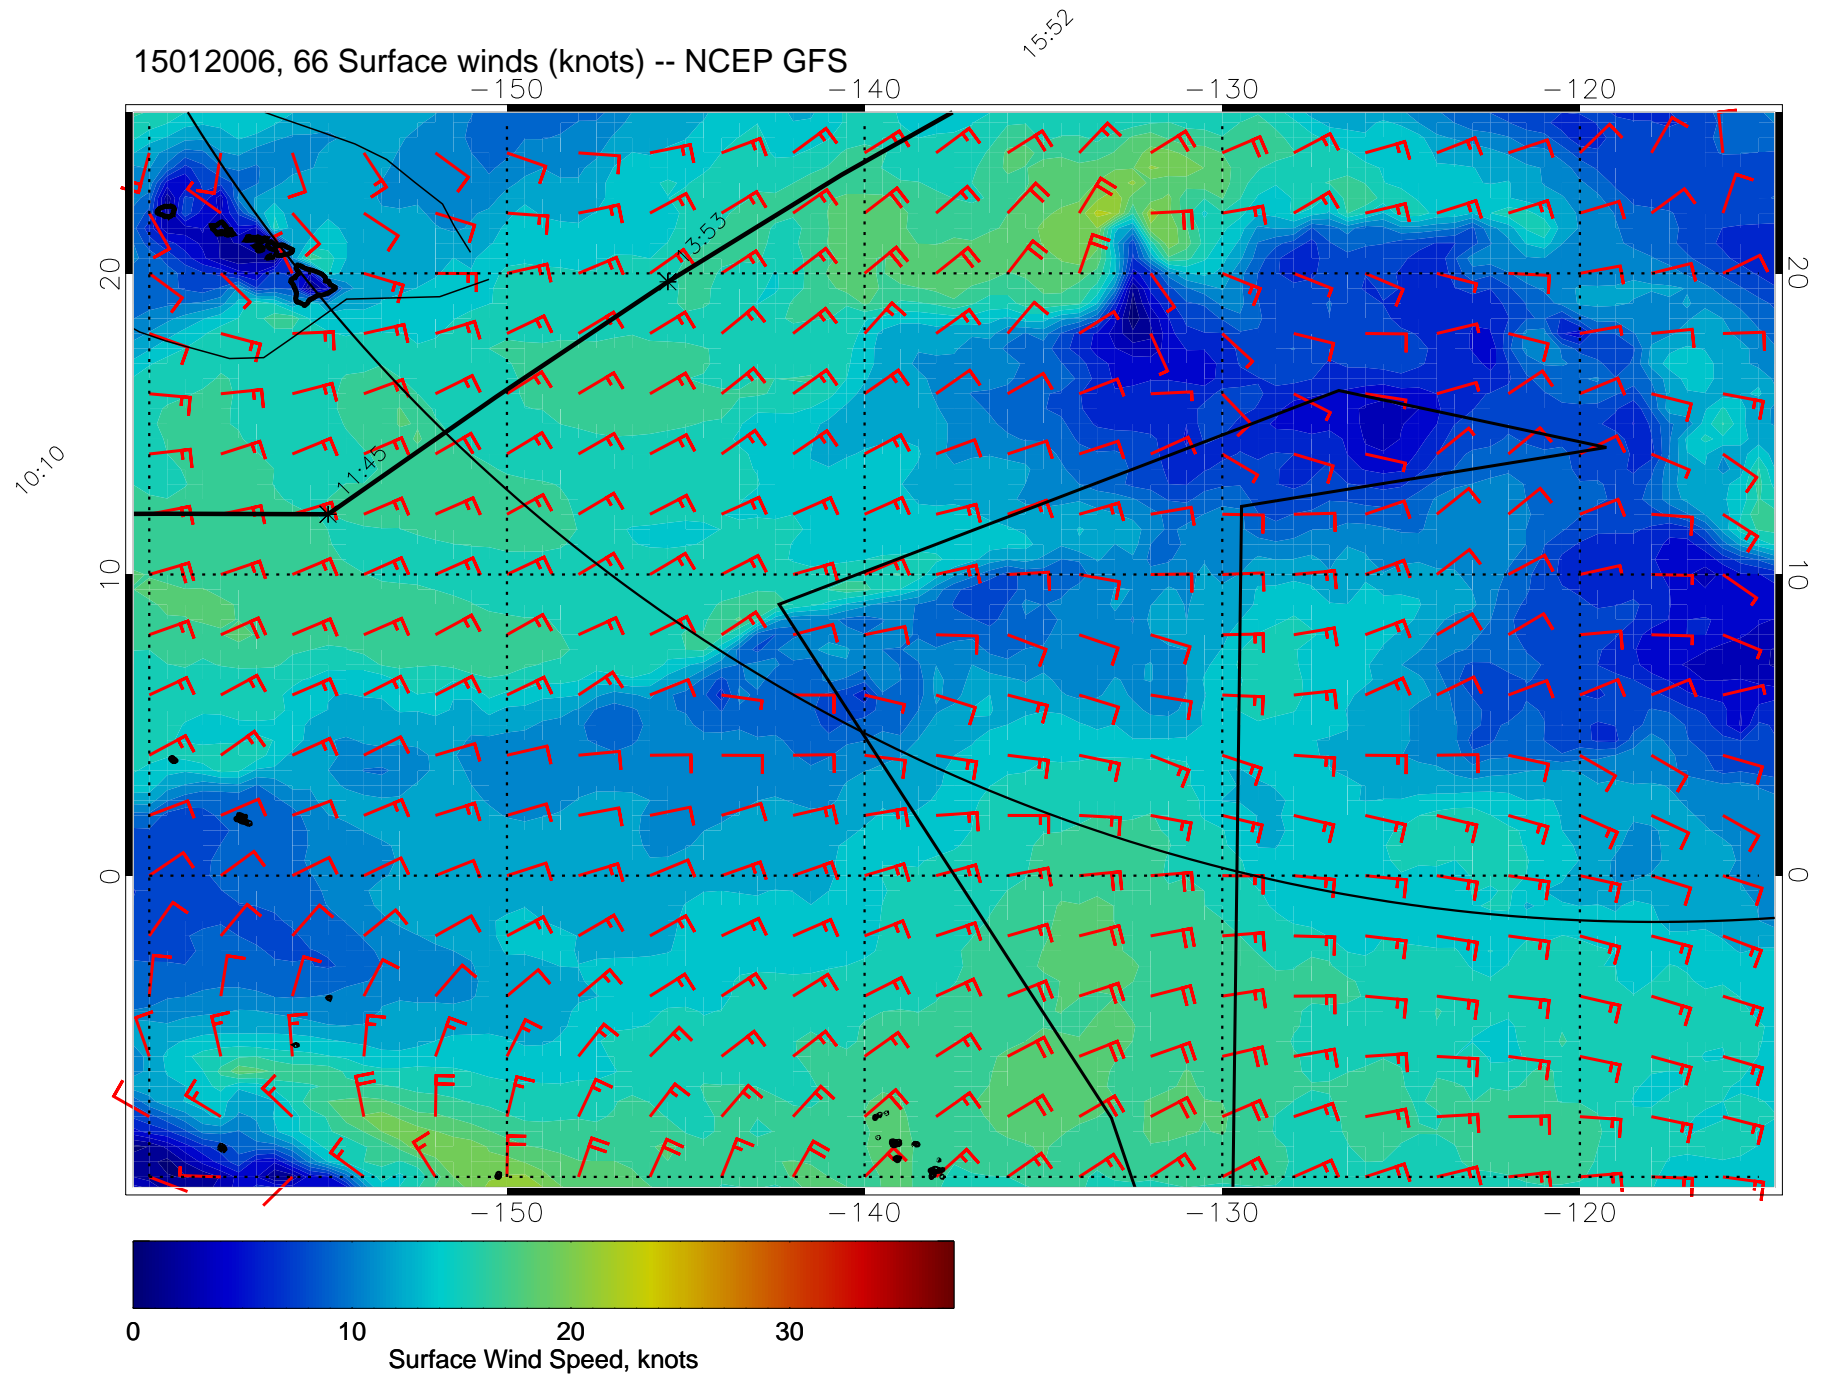 15:52
15012006, 66 Surface winds (knots) -- NCEP GFS
-150 -140 -130 -120
13:53
20 20
11:45
10:10
10 10
0 0
-150 -140 -130 -120
0 10 20 30
Surface Wind Speed, knots